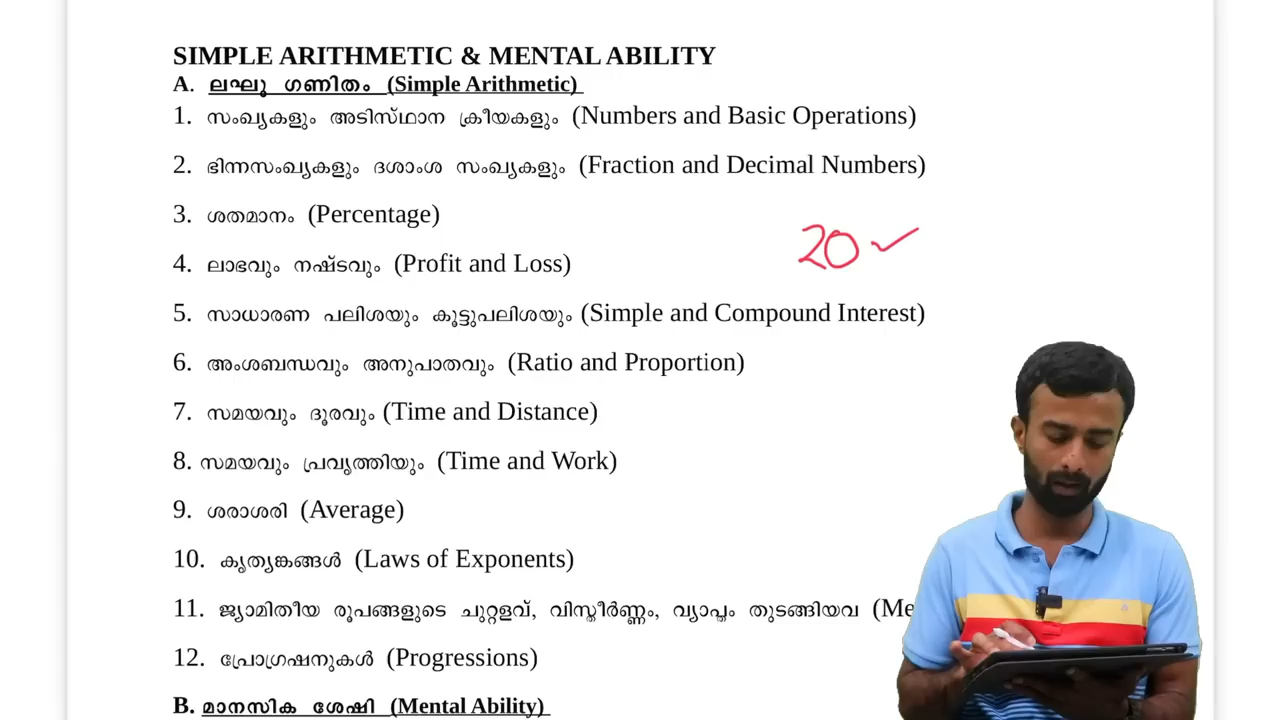 SIMPLE ARITHMETIC & MENTAL ABILITY
A. ലഘു ഗണിതം (Simple Arithmetic)
1. സംഖ്യകളും അടിസ്ഥാന ക്രീയകളും (Numbers and Basic Operations)
2. ഭിന്നസംഖ്യകളും ദശാംശ സംഖ്യകളും (Fraction and Decimal Numbers)
3. ശതമാനം (Percentage)
20 ✓
4. ലാഭവും നഷ്ടവും (Profit and Loss)
5. സാധാരണ പലിശയും കൂട്ടുപലിശയും (Simple and Compound Interest)
6. അംശബന്ധവും അനുപാതവും (Ratio and Proportion)
7. സമയവും ദൂരവും (Time and Distance)
8. സമയവും പ്രവൃത്തിയും (Time and Work)
9. ശരാശരി (Average)
10. കൃത്യങ്കങ്ങൾ (Laws of Exponents)
11. ജ്യാമിതീയ രൂപങ്ങളുടെ ചുറ്റളവ്, വിസ്തീർണ്ണം, വ്യാപ്തം തുടങ്ങിയവ (Me
12. പ്രോഗ്രഷനുകൾ (Progressions)
B. മാനസിക ശേഷി (Mental Ability)